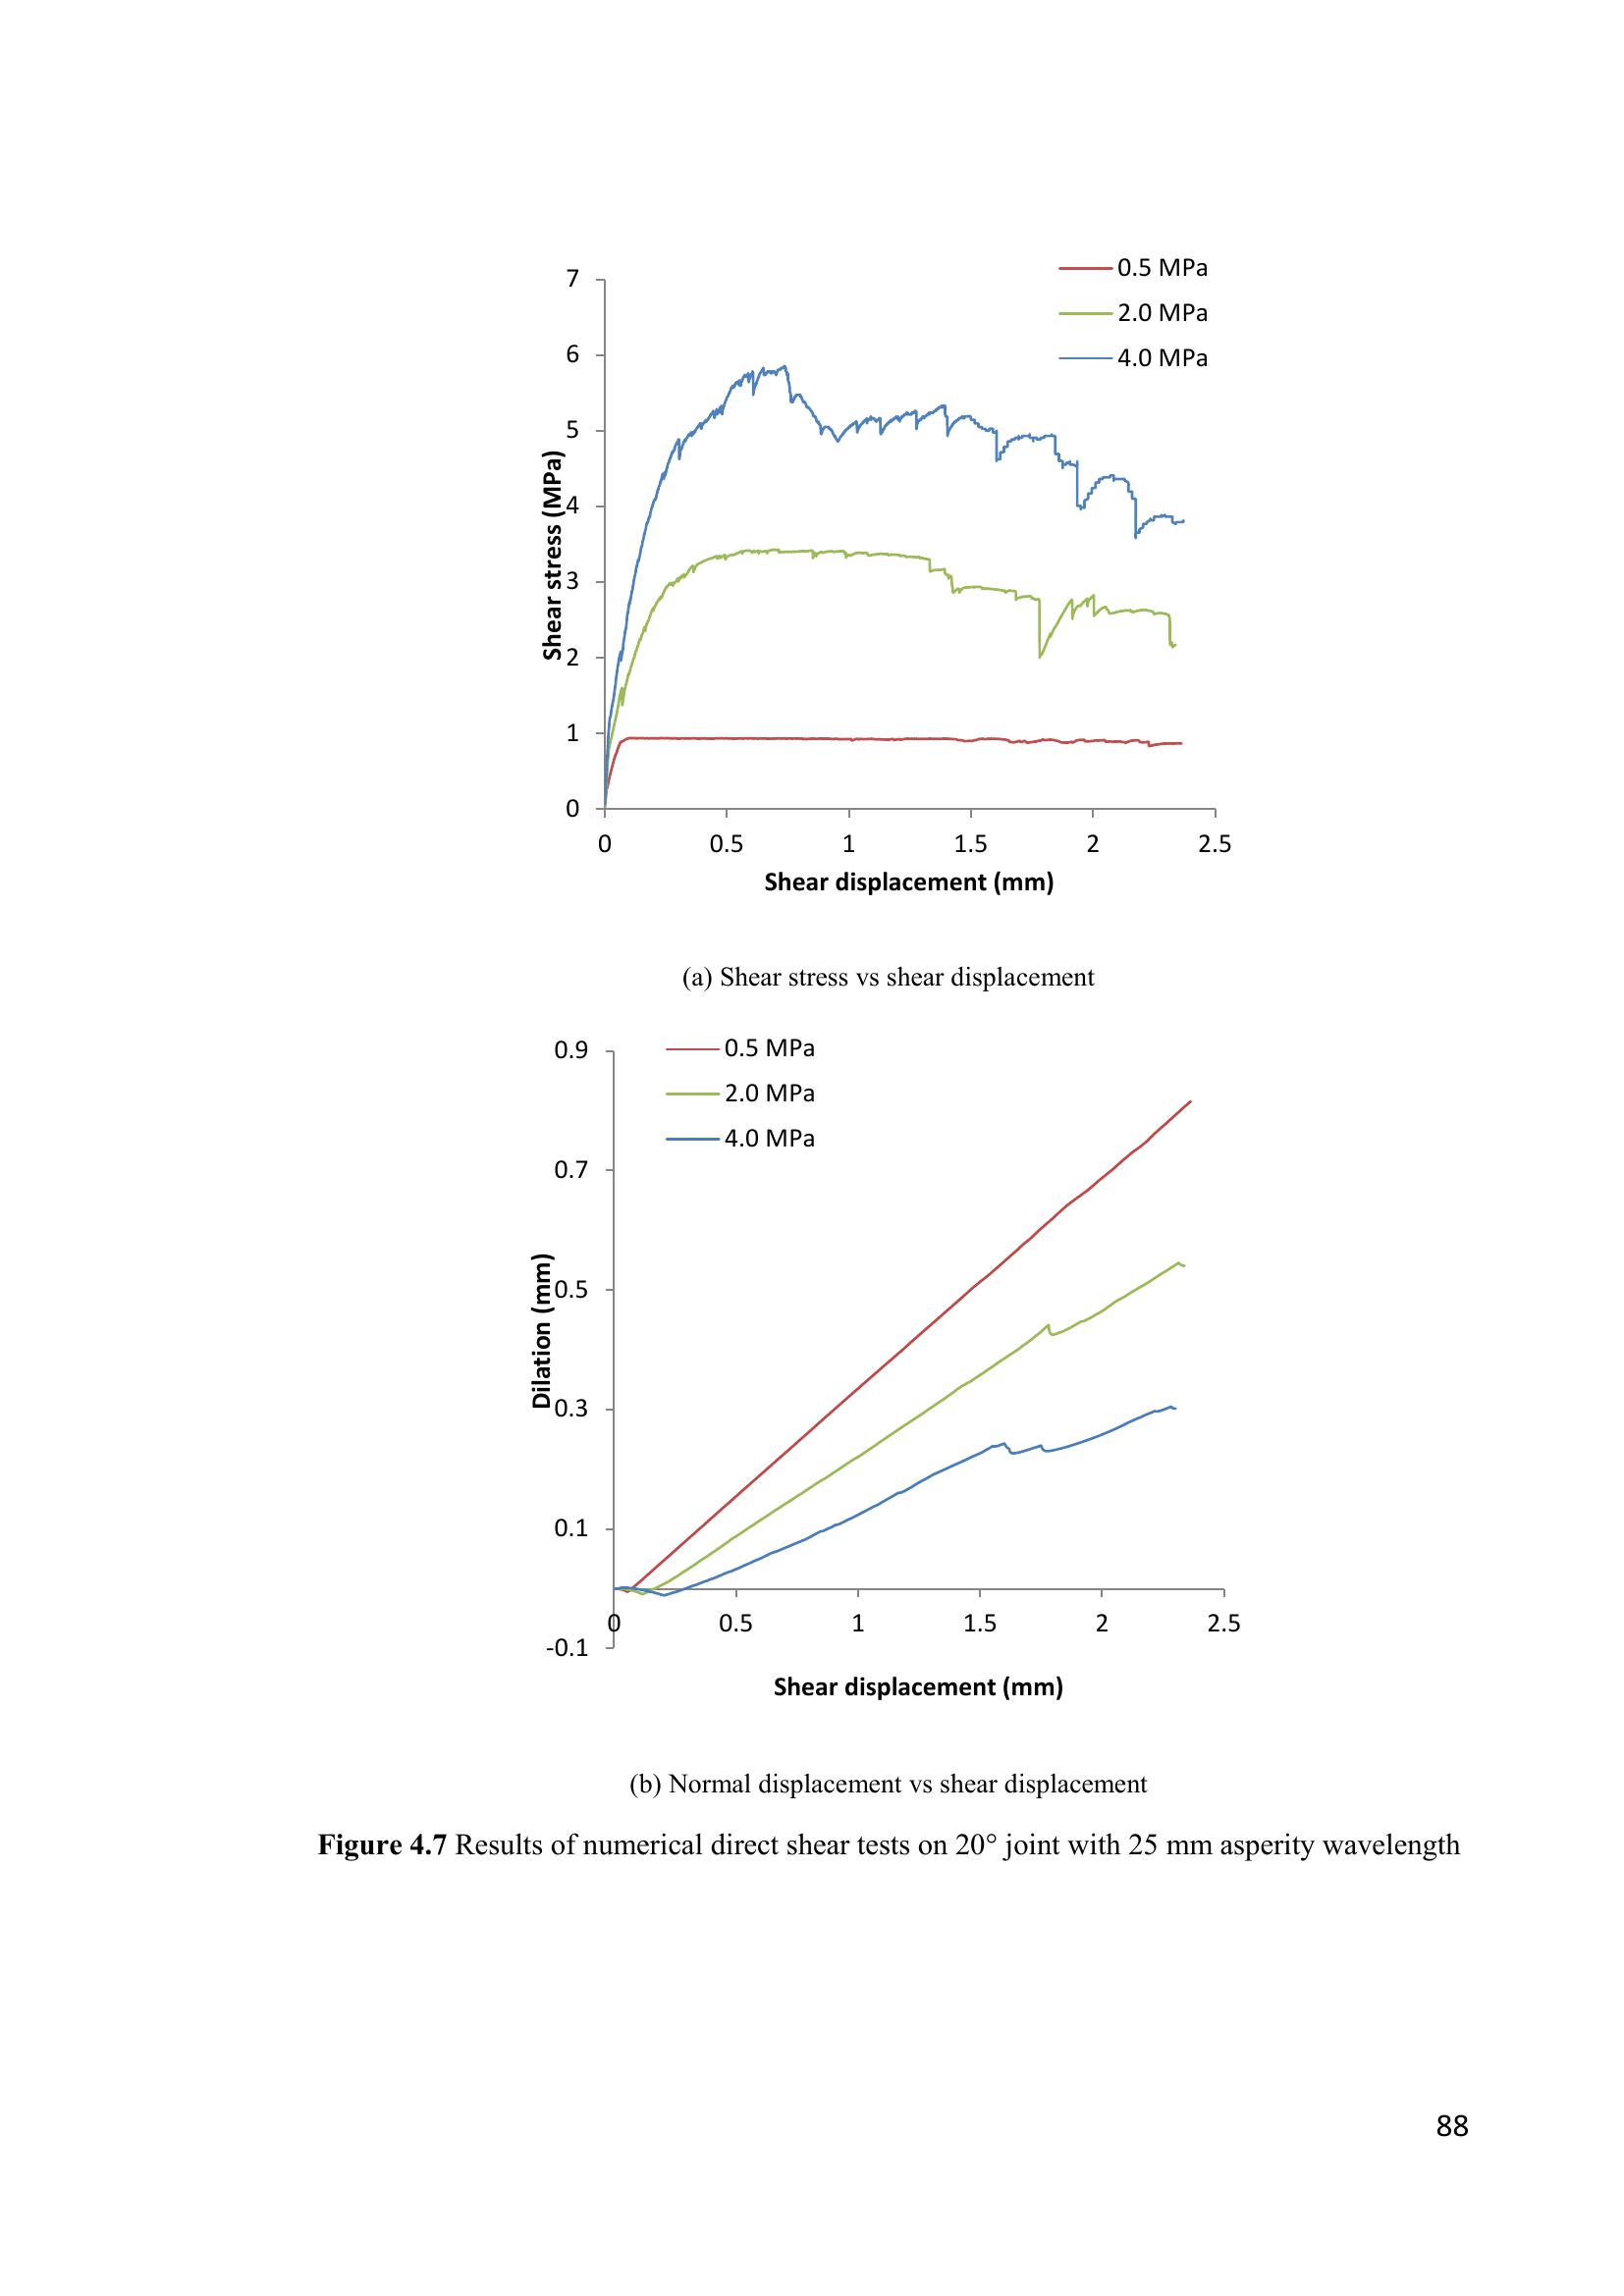 0.5 MPa
2.0 MPa
4.0 MPa
7
6
5
4
3
2
1
0
Shear stress (MPa)
0 0.5 1 1.5 2 2.5
Shear displacement (mm)
(a) Shear stress vs shear displacement
0.5 MPa
2.0 MPa
4.0 MPa
0.9
0.7
0.5
0.3
0.1
-0.1
Dilation (mm)
0 0.5 1 1.5 2 2.5
Shear displacement (mm)
(b) Normal displacement vs shear displacement
Figure 4.7 Results of numerical direct shear tests on 20° joint with 25 mm asperity wavelength
88